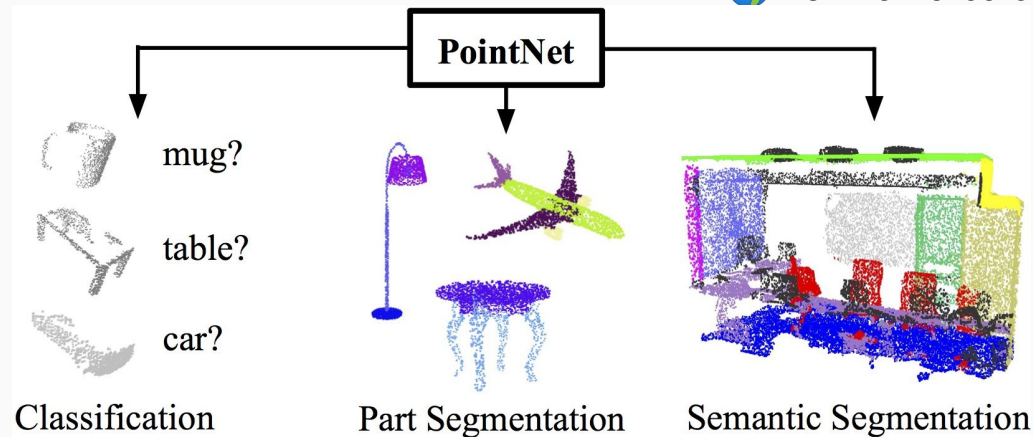 PointNet
mug?
table?
car?
Classification
Part Segmentation
Semantic Segmentation